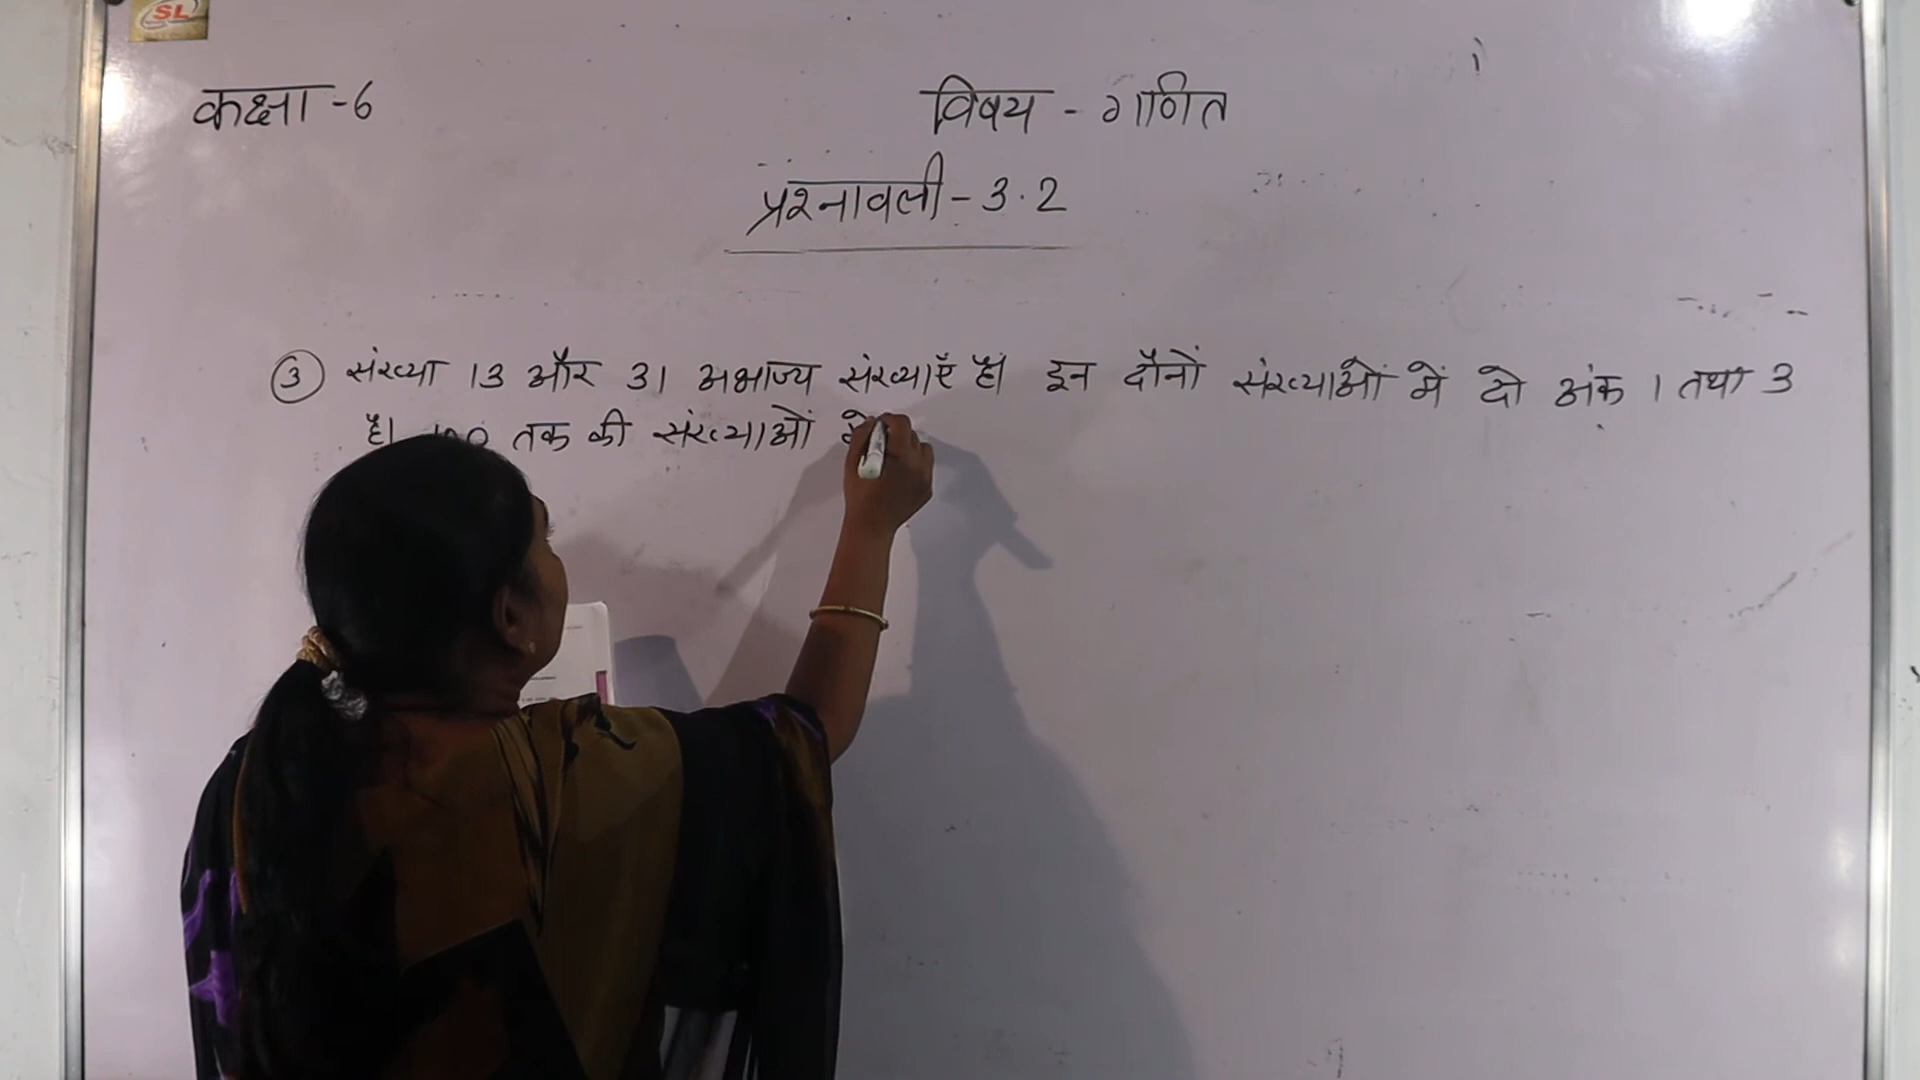 SL
कक्षा - 6
विषय - गणित
प्रश्नावली - 3.2
③ संख्या 13 और 31 अभाज्य संख्याएँ हैं। इन दोनों संख्याओं में दो अंक 1 तथा 3
है। 100 तक की संख्याओं